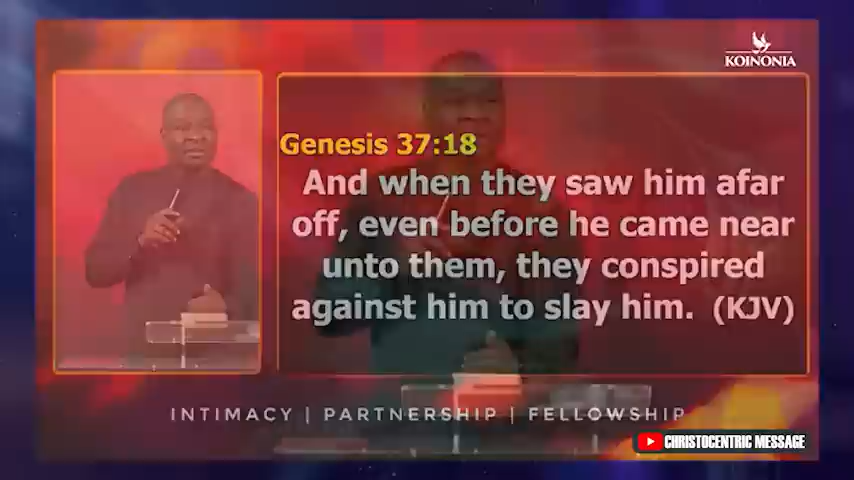 KOINONIA
Genesis 37:18
And when they saw him afar
off, even before he came near
unto them, they conspired
against him to slay him. (KJV)
INTIMACY | PARTNERSHIP | FELLOWSHIP
CHRISTOCENTRIC MESSAGE